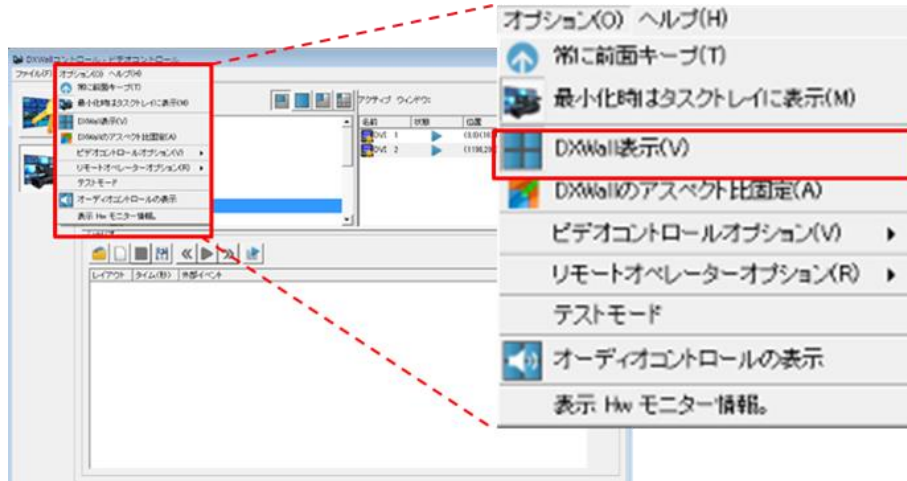 DXWallコントロール - ビデオコントロール
ファイル(F) オプション(O) ヘルプ(H)
常に前面キープ(T)
最小化時はタスクトレイに表示(M)
DXWall表示(V)
DXWallのアスペクト比固定(A)
ビデオコントロールオプション(V)
リモートオペレーターオプション(R)
テストモード
オーディオコントロールの表示
表示 Hw モニター情報。
アクティブ ウィンドウ:
名前 状態 位置
DVI 1
DVI 2
レイアウト タイム(秒) 外部イベント
オプション(O) ヘルプ(H)
常に前面キープ(T)
最小化時はタスクトレイに表示(M)
DXWall表示(V)
DXWallのアスペクト比固定(A)
ビデオコントロールオプション(V)
リモートオペレーターオプション(R)
テストモード
オーディオコントロールの表示
表示 Hw モニター情報。